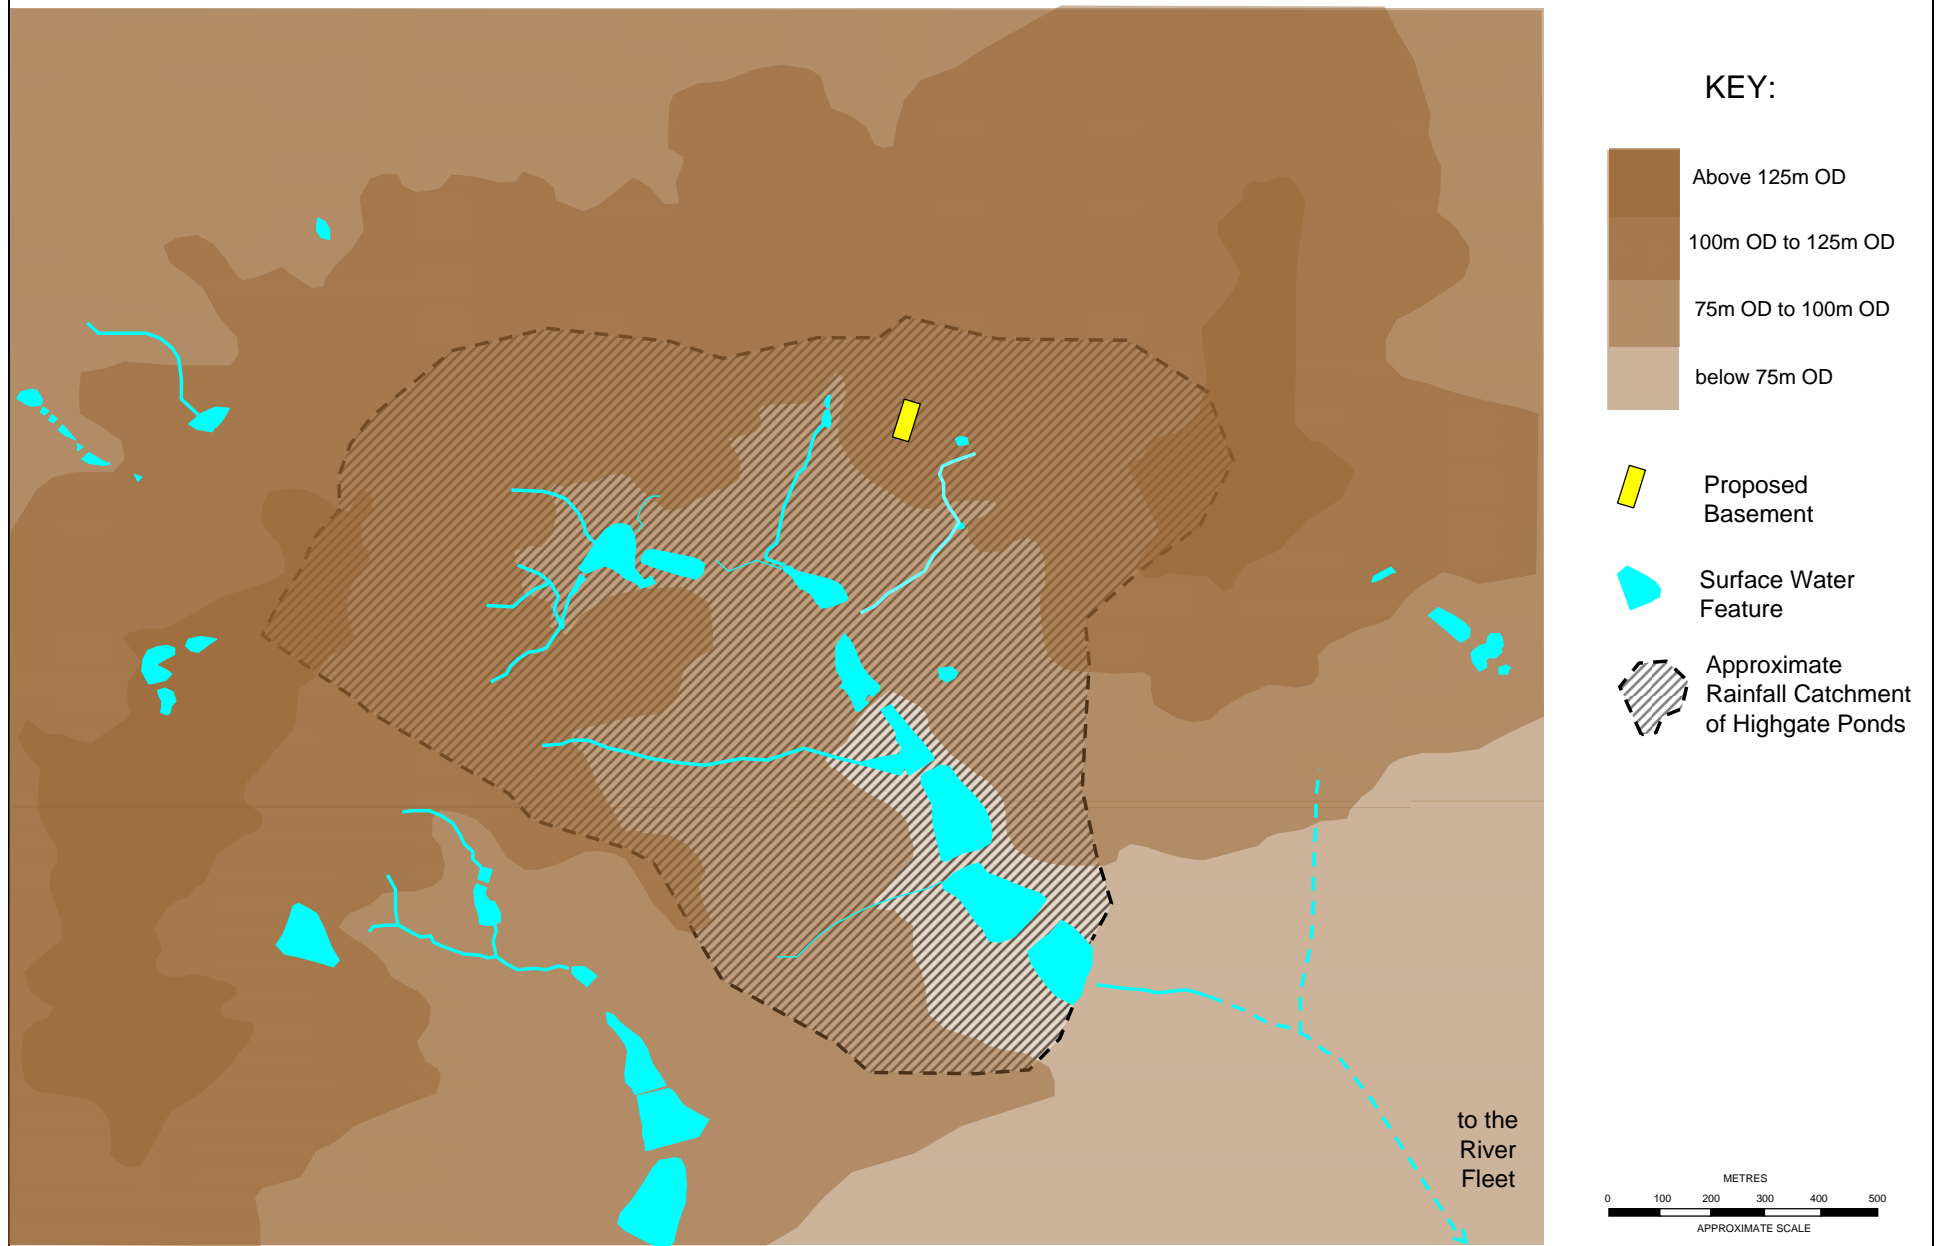 KEY:
Above 125m OD
100m OD to 125m OD
75m OD to 100m OD
below 75m OD
Proposed
Basement
Surface Water
Feature
Approximate
Rainfall Catchment
of Highgate Ponds
to the
River
Fleet
METRES
0 100 200 300 400 500
APPROXIMATE SCALE